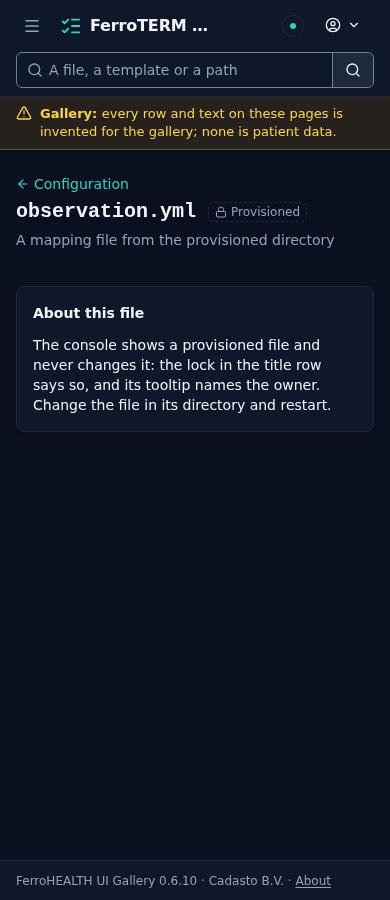 FerroTERM ...
A file, a template or a path
Gallery: every row and text on these pages is
invented for the gallery; none is patient data.
← Configuration
observation.yml Provisioned
A mapping file from the provisioned directory
About this file
The console shows a provisioned file and
never changes it: the lock in the title row
says so, and its tooltip names the owner.
Change the file in its directory and restart.
FerroHEALTH UI Gallery 0.6.10 · Cadasto B.V. · About